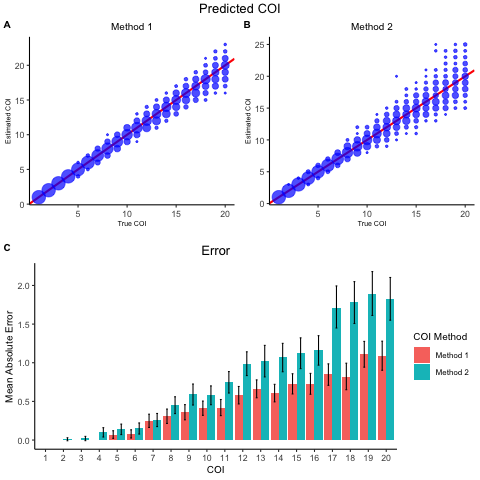 Predicted COI
A
Method 1
B
Method 2
Estimated COI
20
15
10
5
0
5
10
15
20
True COI
Estimated COI
25
20
15
10
5
0
5
10
15
20
True COI
C
Error
Mean Absolute Error
2.0
1.5
1.0
0.5
0.0
1 2 3 4 5 6 7 8 9 10 11 12 13 14 15 16 17 18 19 20
COI
COI Method
Method 1
Method 2